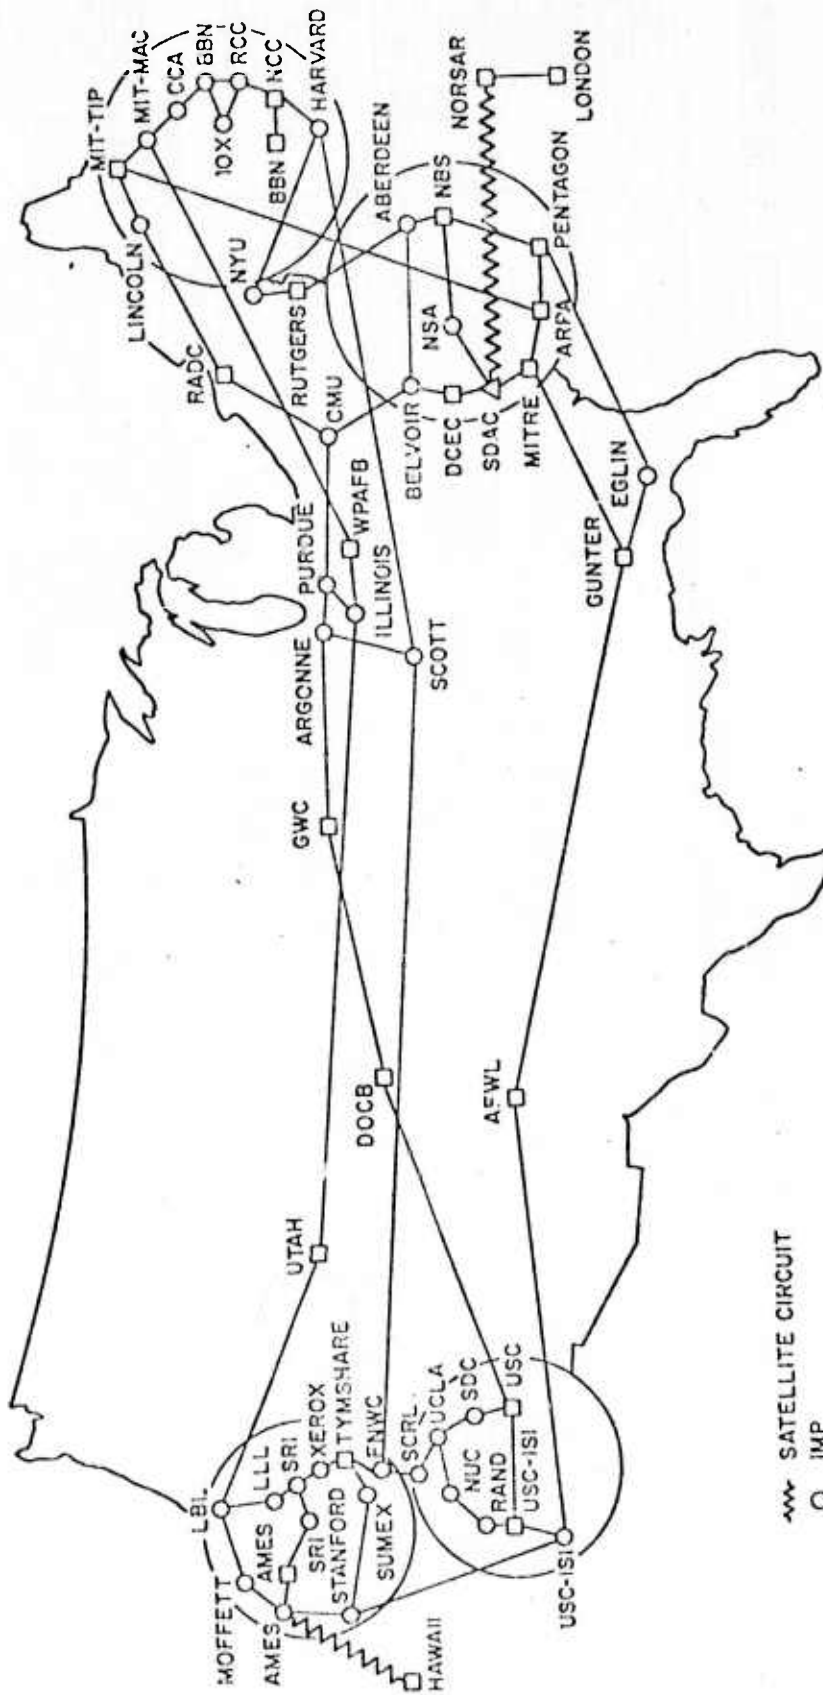 MOFFETT
LBL
AMES
LLL
AMES
SRI
SRI
XEROX
STANFORD
TYMSHARE
SUMEX
FNWC
HAWAII
SCRL
UCLA
NUC
SDC
RAND
USC
USC-ISI
USC-ISI
UTAH
DOCB
AFWL
GWC
ARGONNE
PURDUE
WPAFB
ILLINOIS
SCOTT
GUNTER
EGLIN
RADC
CMU
LINCOLN
MIT-TIP
MIT-MAC
CCA
BBN
RCC
10X
NCC
BBN
HARVARD
NYU
RUTGERS
ABERDEEN
BELVOIR
NBS
NSA
DCEC
SDAC
MITRE
ARPA
PENTAGON
NORSAR
LONDON
SATELLITE CIRCUIT
IMP